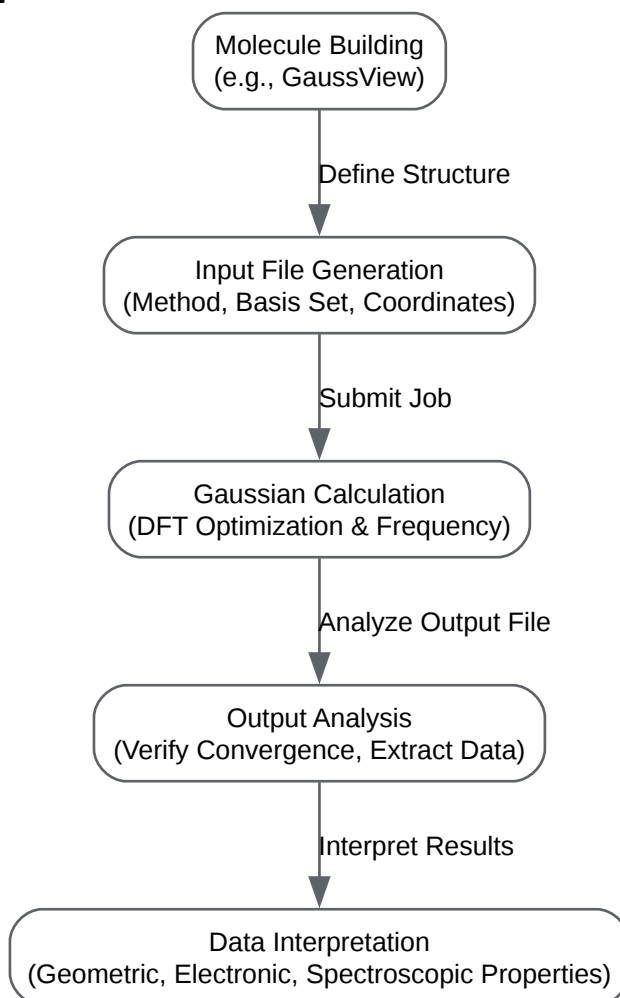 Molecule Building
(e.g., GaussView)
Define Structure
Input File Generation
(Method, Basis Set, Coordinates)
Submit Job
Gaussian Calculation
(DFT Optimization & Frequency)
Analyze Output File
Output Analysis
(Verify Convergence, Extract Data)
Interpret Results
Data Interpretation
(Geometric, Electronic, Spectroscopic Properties)